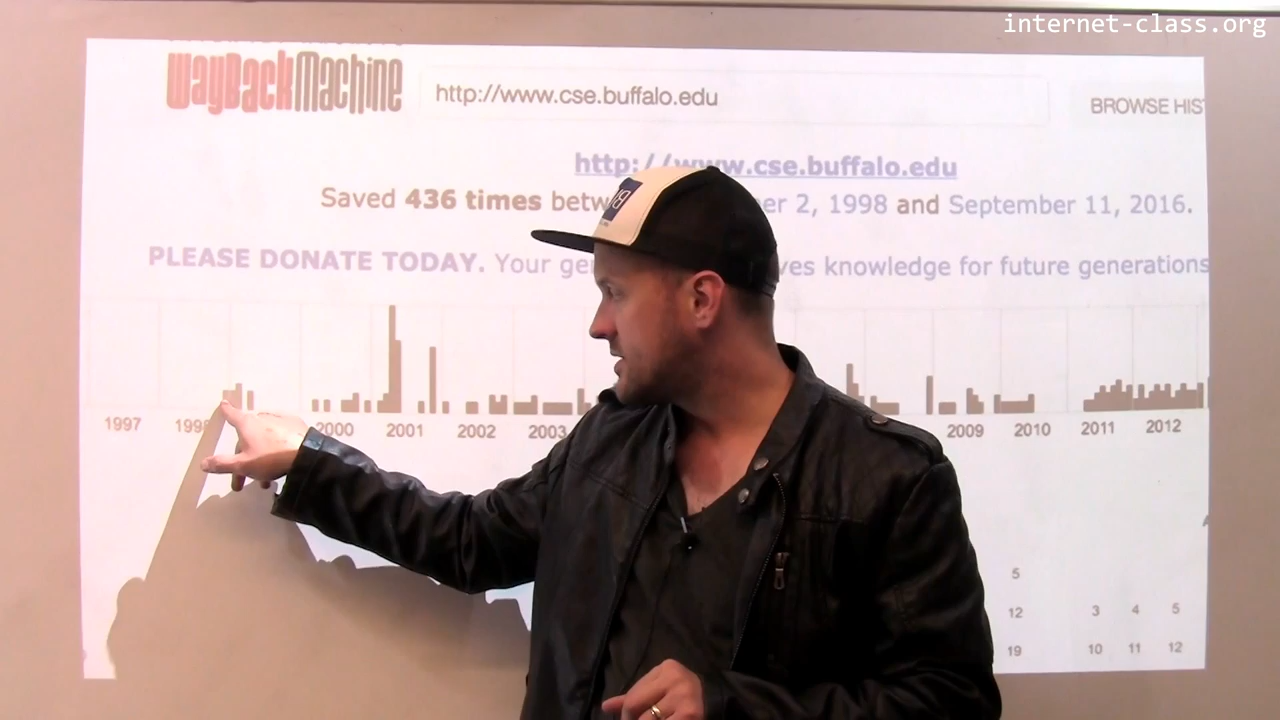 internet-class.org
WayBackMachine
http://www.cse.buffalo.edu
BROWSE HIS
http://www.cse.buffalo.edu
Saved 436 times betw er 2, 1998 and September 11, 2016.
PLEASE DONATE TODAY. Your ge ves knowledge for future generations
1997 1998 2000 2001 2002 2003 2009 2010 2011 2012
5
12 3 4 5
19 10 11 12